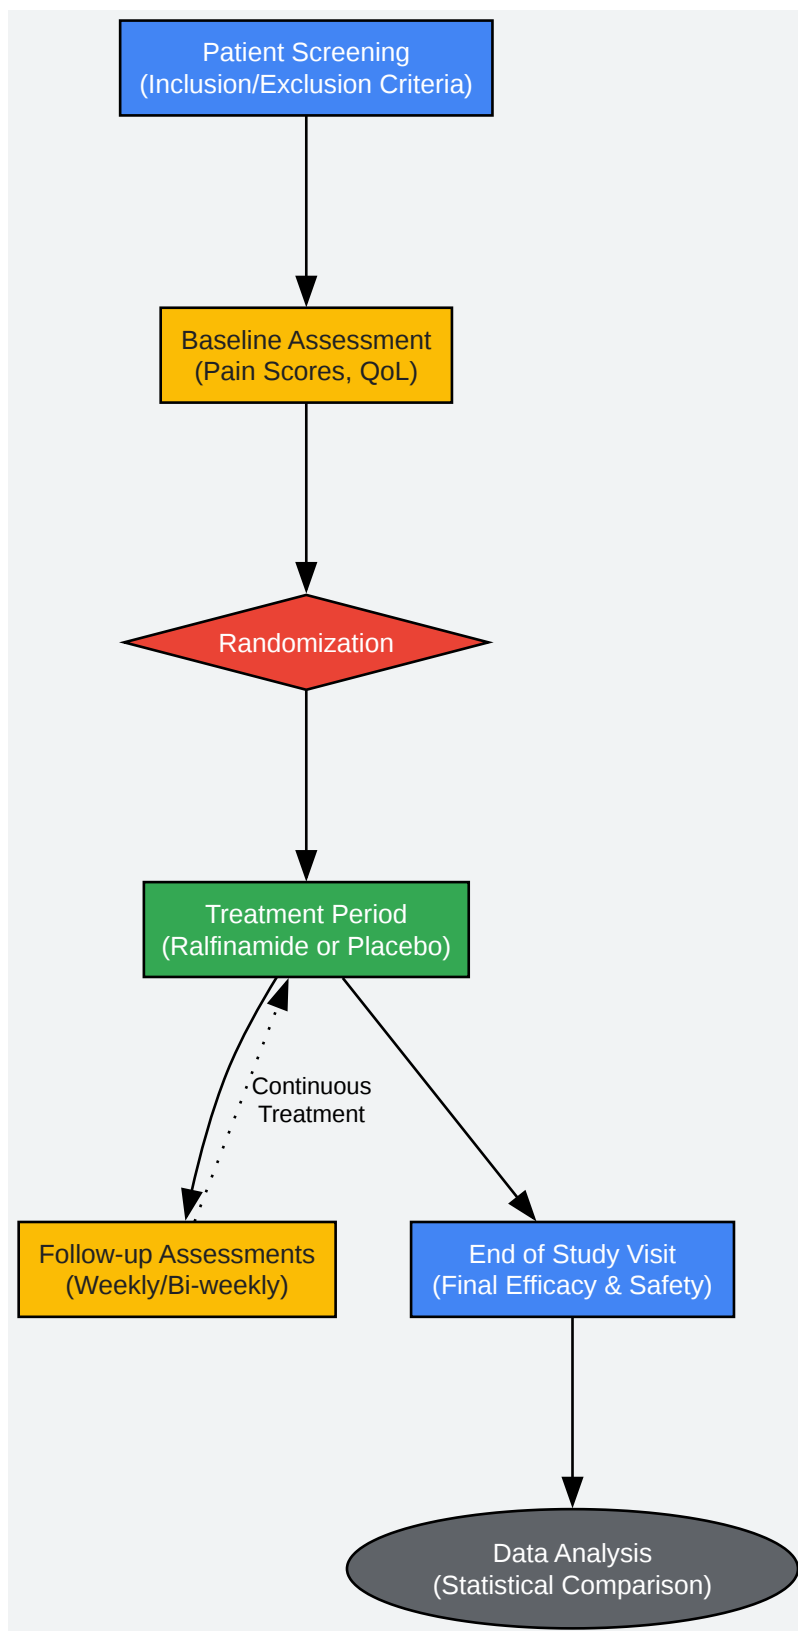 Patient Screening
(Inclusion/Exclusion Criteria)
Baseline Assessment
(Pain Scores, QoL)
Randomization
Treatment Period
(Ralfinamide or Placebo)
Continuous
Treatment
Follow-up Assessments
(Weekly/Bi-weekly)
End of Study Visit
(Final Efficacy & Safety)
Data Analysis
(Statistical Comparison)